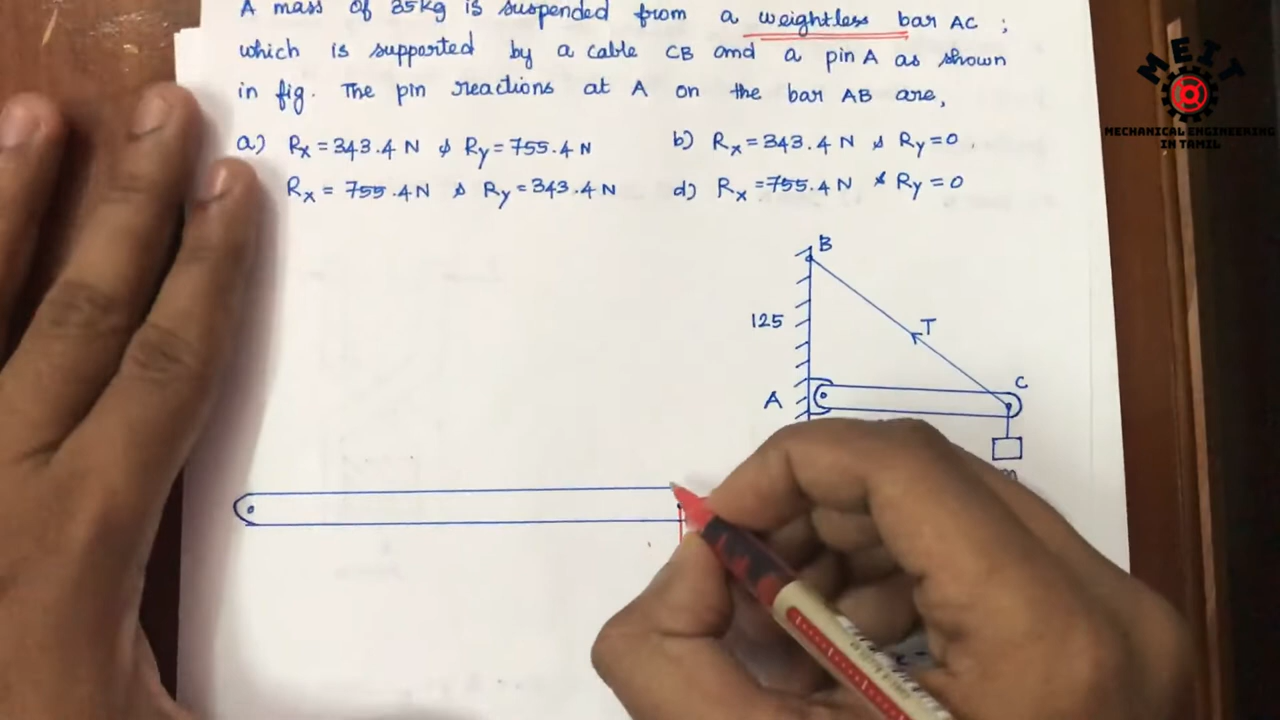 A mass of 35kg is suspended from a weightless bar AC ;
which is supported by a cable CB and a pin A as shown
in fig. The pin reactions at A on the bar AB are,
a) Rx = 343.4 N & Ry = 755.4 N
b) Rx = 343.4 N & Ry = 0.
Rx = 755.4 N & Ry = 343.4 N
d) Rx = 755.4 N & Ry = 0
B
125
T
A
C
m
MEIT
MECHANICAL ENGINEERING
IN TAMIL